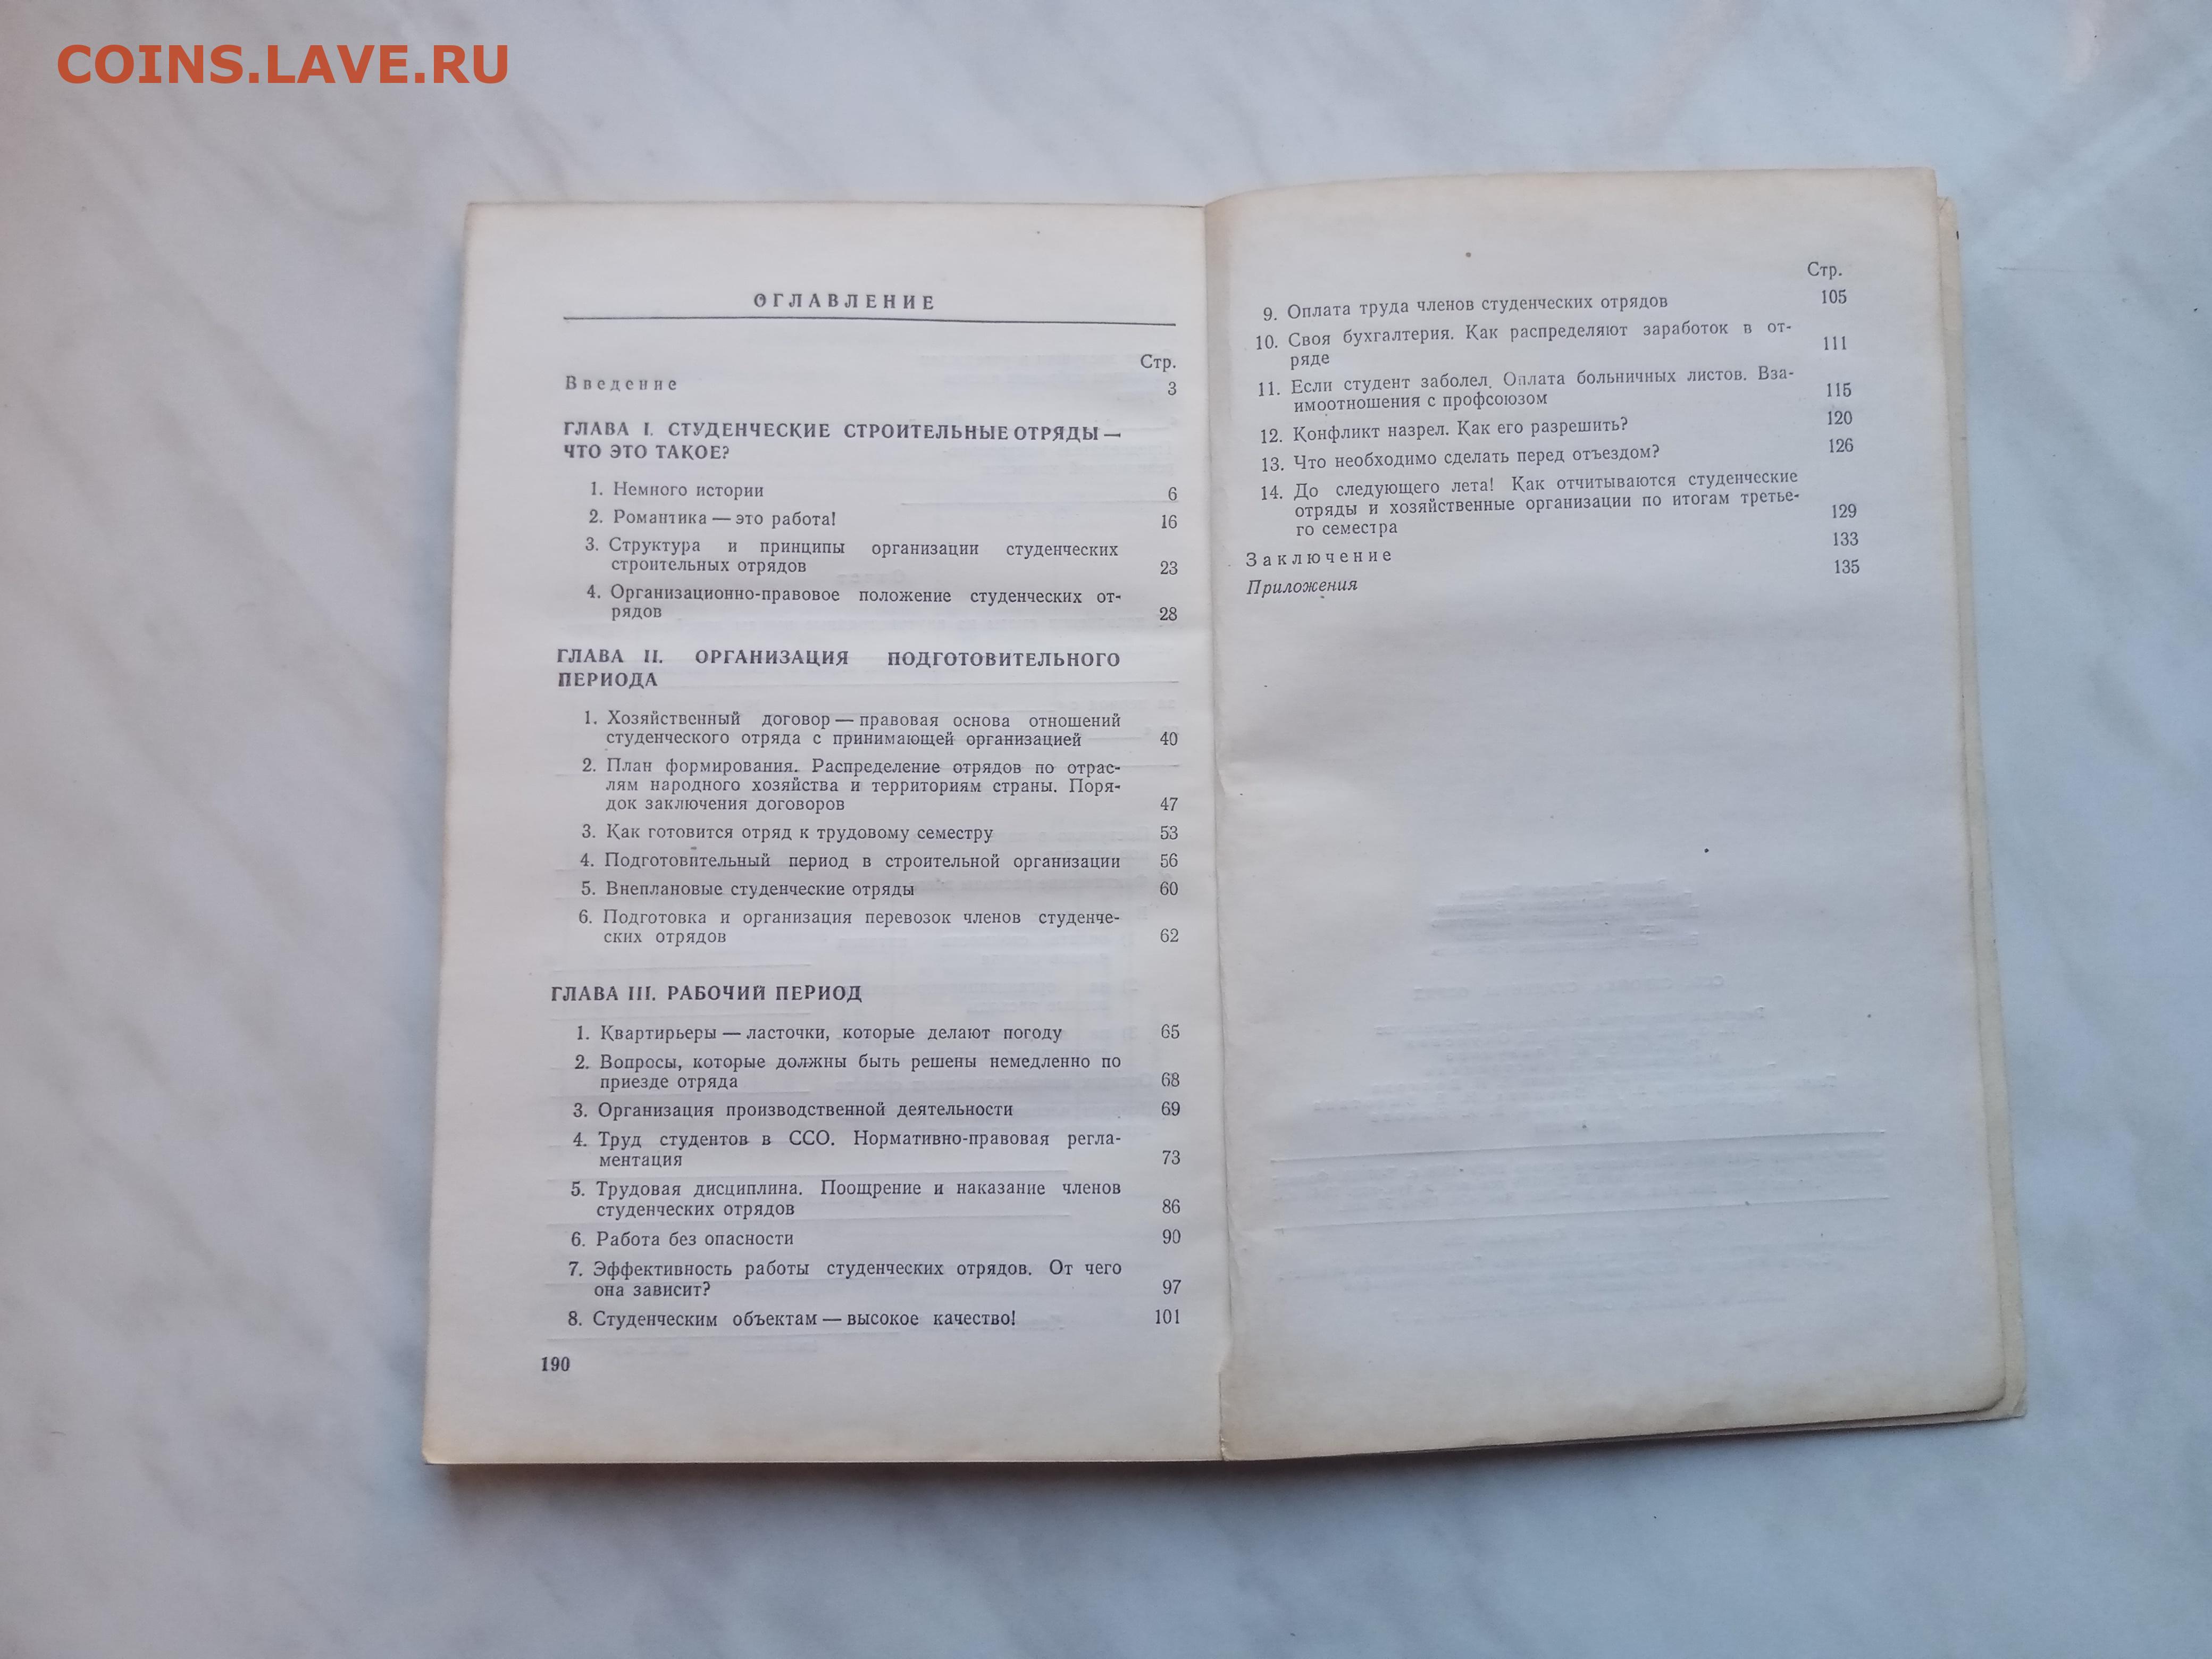 COINS.LAVE.RU
ОГЛАВЛЕНИЕ
Стр.
Введение 3
ГЛАВА I. СТУДЕНЧЕСКИЕ СТРОИТЕЛЬНЫЕ ОТРЯДЫ —
ЧТО ЭТО ТАКОЕ?
1. Немного истории 6
2. Романтика — это работа! 16
3. Структура и принципы организации студенческих
строительных отрядов 23
4. Организационно-правовое положение студенческих от-
рядов 28
ГЛАВА II. ОРГАНИЗАЦИЯ ПОДГОТОВИТЕЛЬНОГО
ПЕРИОДА
1. Хозяйственный договор — правовая основа отношений
студенческого отряда с принимающей организацией 40
2. План формирования. Распределение отрядов по отрас-
лям народного хозяйства и территориям страны. Поря-
док заключения договоров 47
3. Как готовится отряд к трудовому семестру 53
4. Подготовительный период в строительной организации 56
5. Внеплановые студенческие отряды 60
6. Подготовка и организация перевозок членов студенче-
ских отрядов 62
ГЛАВА III. РАБОЧИЙ ПЕРИОД
1. Квартирьеры — ласточки, которые делают погоду 65
2. Вопросы, которые должны быть решены немедленно по
приезде отряда 68
3. Организация производственной деятельности 69
4. Труд студентов в ССО. Нормативно-правовая регла-
ментация 73
5. Трудовая дисциплина. Поощрение и наказание членов
студенческих отрядов 86
6. Работа без опасности 90
7. Эффективность работы студенческих отрядов. От чего
она зависит? 97
8. Студенческим объектам — высокое качество! 101
190
Стр.
9. Оплата труда членов студенческих отрядов 105
10. Своя бухгалтерия. Как распределяют заработок в от-
ряде 111
11. Если студент заболел. Оплата больничных листов. Вза-
имоотношения с профсоюзом 115
12. Конфликт назрел. Как его разрешить? 120
13. Что необходимо сделать перед отъездом? 126
14. До следующего лета! Как отчитываются студенческие
отряды и хозяйственные организации по итогам третье-
го семестра 129
Заключение 133
Приложения 135